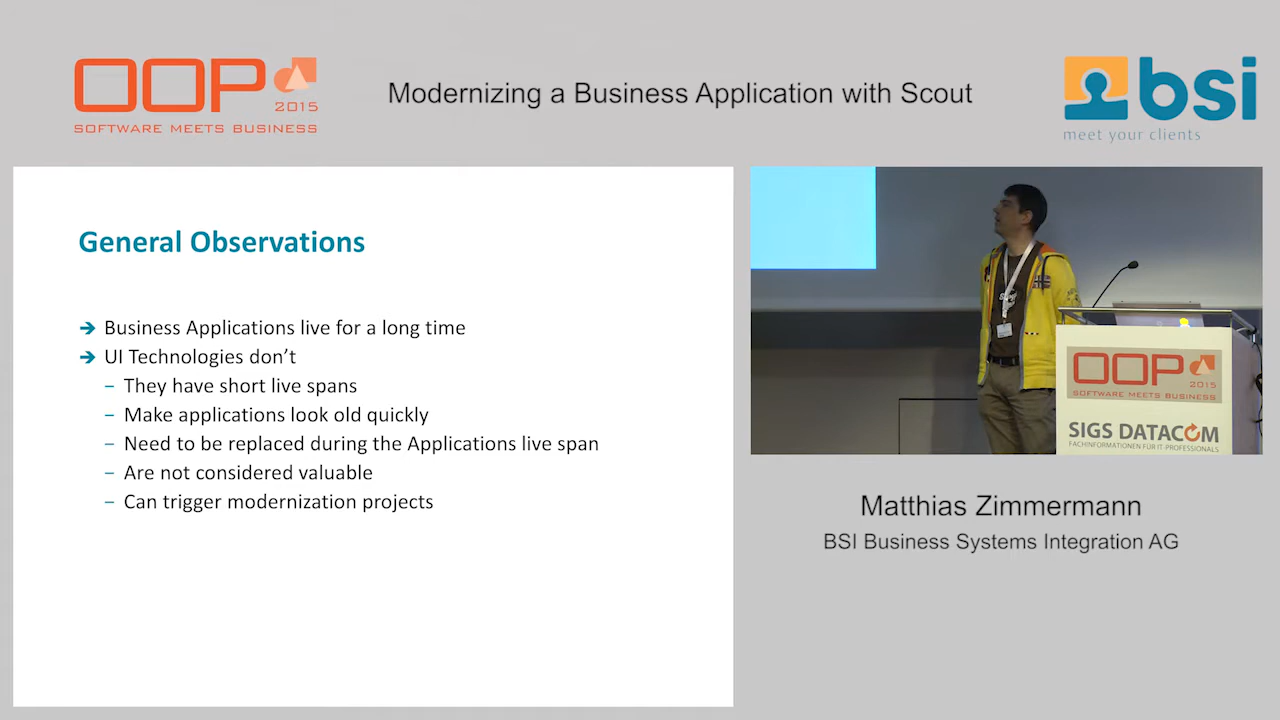 OOP
2015
SOFTWARE MEETS BUSINESS
Modernizing a Business Application with Scout
bsi
meet your clients
General Observations
➔ Business Applications live for a long time
➔ UI Technologies don’t
– They have short live spans
– Make applications look old quickly
– Need to be replaced during the Applications live span
– Are not considered valuable
– Can trigger modernization projects
OOP
2015
SOFTWARE MEETS BUSINESS
SIGS DATACOM
FACHINFORMATIONEN FÜR IT-PROFESSIONALS
Matthias Zimmermann
BSI Business Systems Integration AG